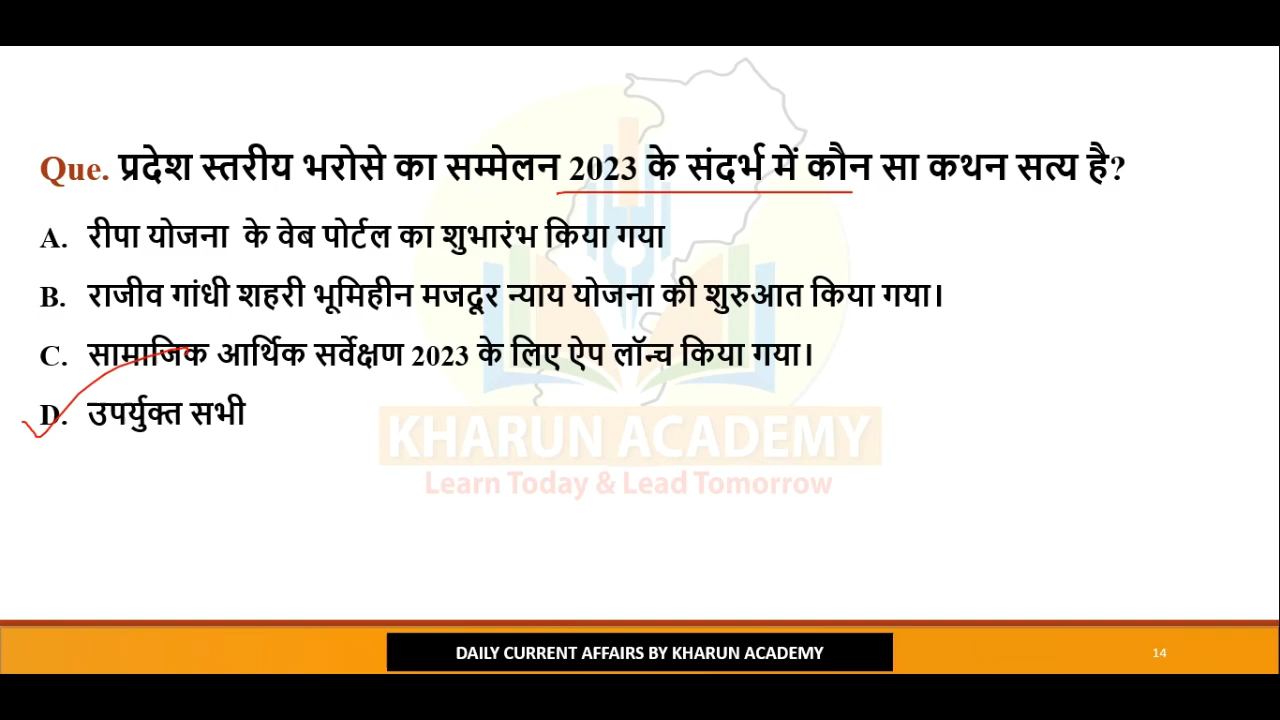 Que. प्रदेश स्तरीय भरोसे का सम्मेलन 2023 के संदर्भ में कौन सा कथन सत्य है?
A. रीपा योजना के वेब पोर्टल का शुभारंभ किया गया
B. राजीव गांधी शहरी भूमिहीन मजदूर न्याय योजना की शुरुआत किया गया।
C. सामाजिक आर्थिक सर्वेक्षण 2023 के लिए ऐप लॉन्च किया गया।
D. उपर्युक्त सभी
KHARUN ACADEMY
Learn Today & Lead Tomorrow
DAILY CURRENT AFFAIRS BY KHARUN ACADEMY
14